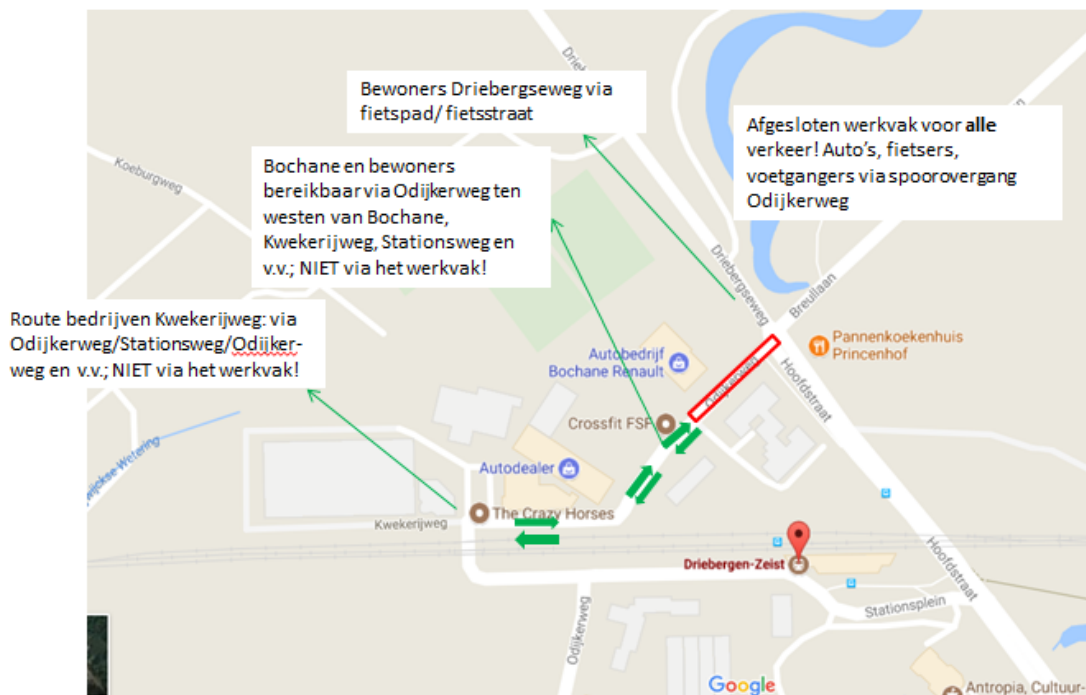 Bewoners Driebergseweg via
fietspad/ fietsstraat
Afgesloten werkvak voor alle
verkeer! Auto's, fietsers,
voetgangers via spoorovergang
Odijkerweg
Bochane en bewoners
bereikbaar via Odijkerweg ten
westen van Bochane,
Kwekerijweg, Stationsweg en
v.v.; NIET via het werkvak!
Route bedrijven Kwekerijweg: via
Odijkerweg/Stationsweg/Odijker-
weg en v.v.; NIET via het werkvak!
Koeburgweg
Driebergseweg
Breullaan
Pannenkoekenhuis
Princenhof
Autobedrijf
Bochane Renault
Odijkerweg
Hoofdstraat
Crossfit FSF
Autodealer
The Crazy Horses
Kwekerijweg
Driebergen-Zeist
Hoofdstraat
Stationsplein
Odijkerweg
Google
Antropia, Cultuur-